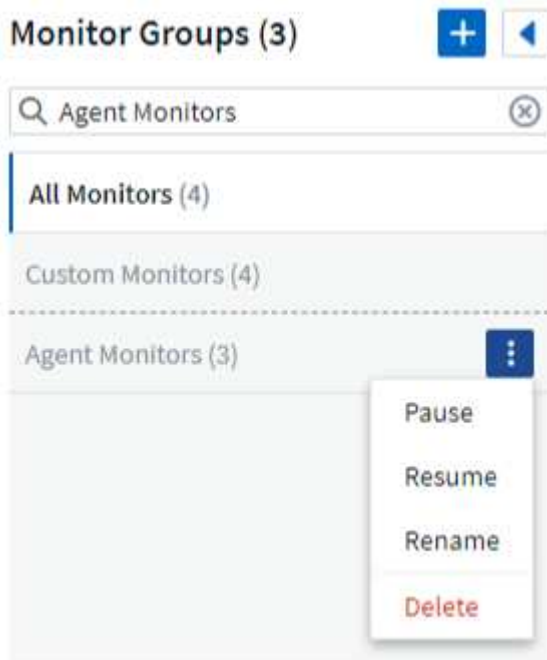 Monitor Groups (3)
Agent Monitors
All Monitors (4)
Custom Monitors (4)
Agent Monitors (3)
Pause
Resume
Rename
Delete